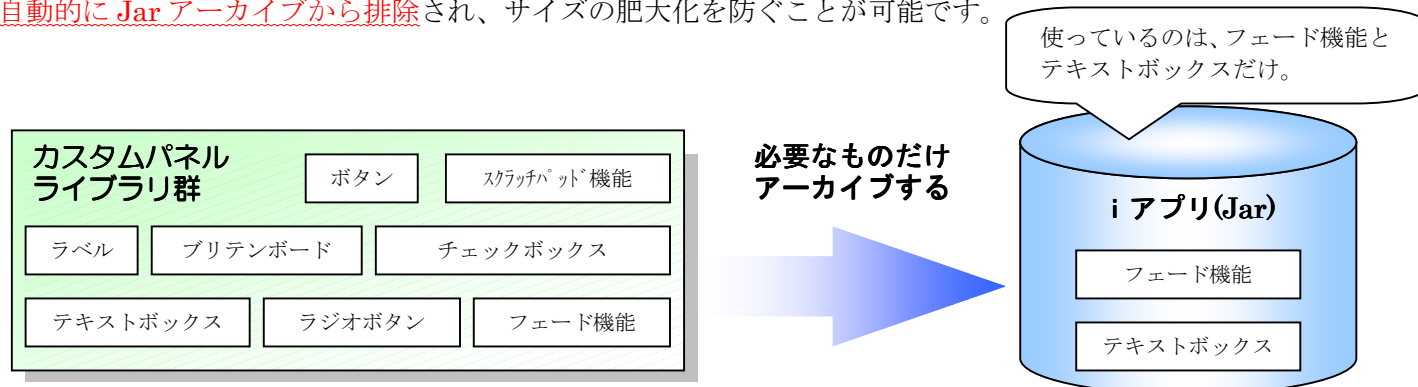 自動的に Jar アーカイブから排除され、サイズの肥大化を防ぐことが可能です。
使っているのは、フェード機能と
テキストボックスだけ。
カスタムパネル
ライブラリ群
ボタン
ｽｸﾗｯﾁﾊﾟｯﾄﾞ機能
ラベル
ブリテンボード
チェックボックス
テキストボックス
ラジオボタン
フェード機能
必要なものだけ
アーカイブする
ｉアプリ(Jar)
フェード機能
テキストボックス